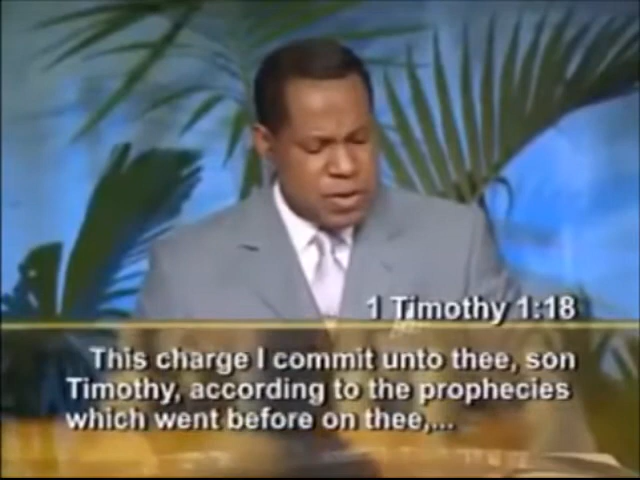 1 Timothy 1:18
This charge I commit unto thee, son
Timothy, according to the prophecies
which went before on thee,...